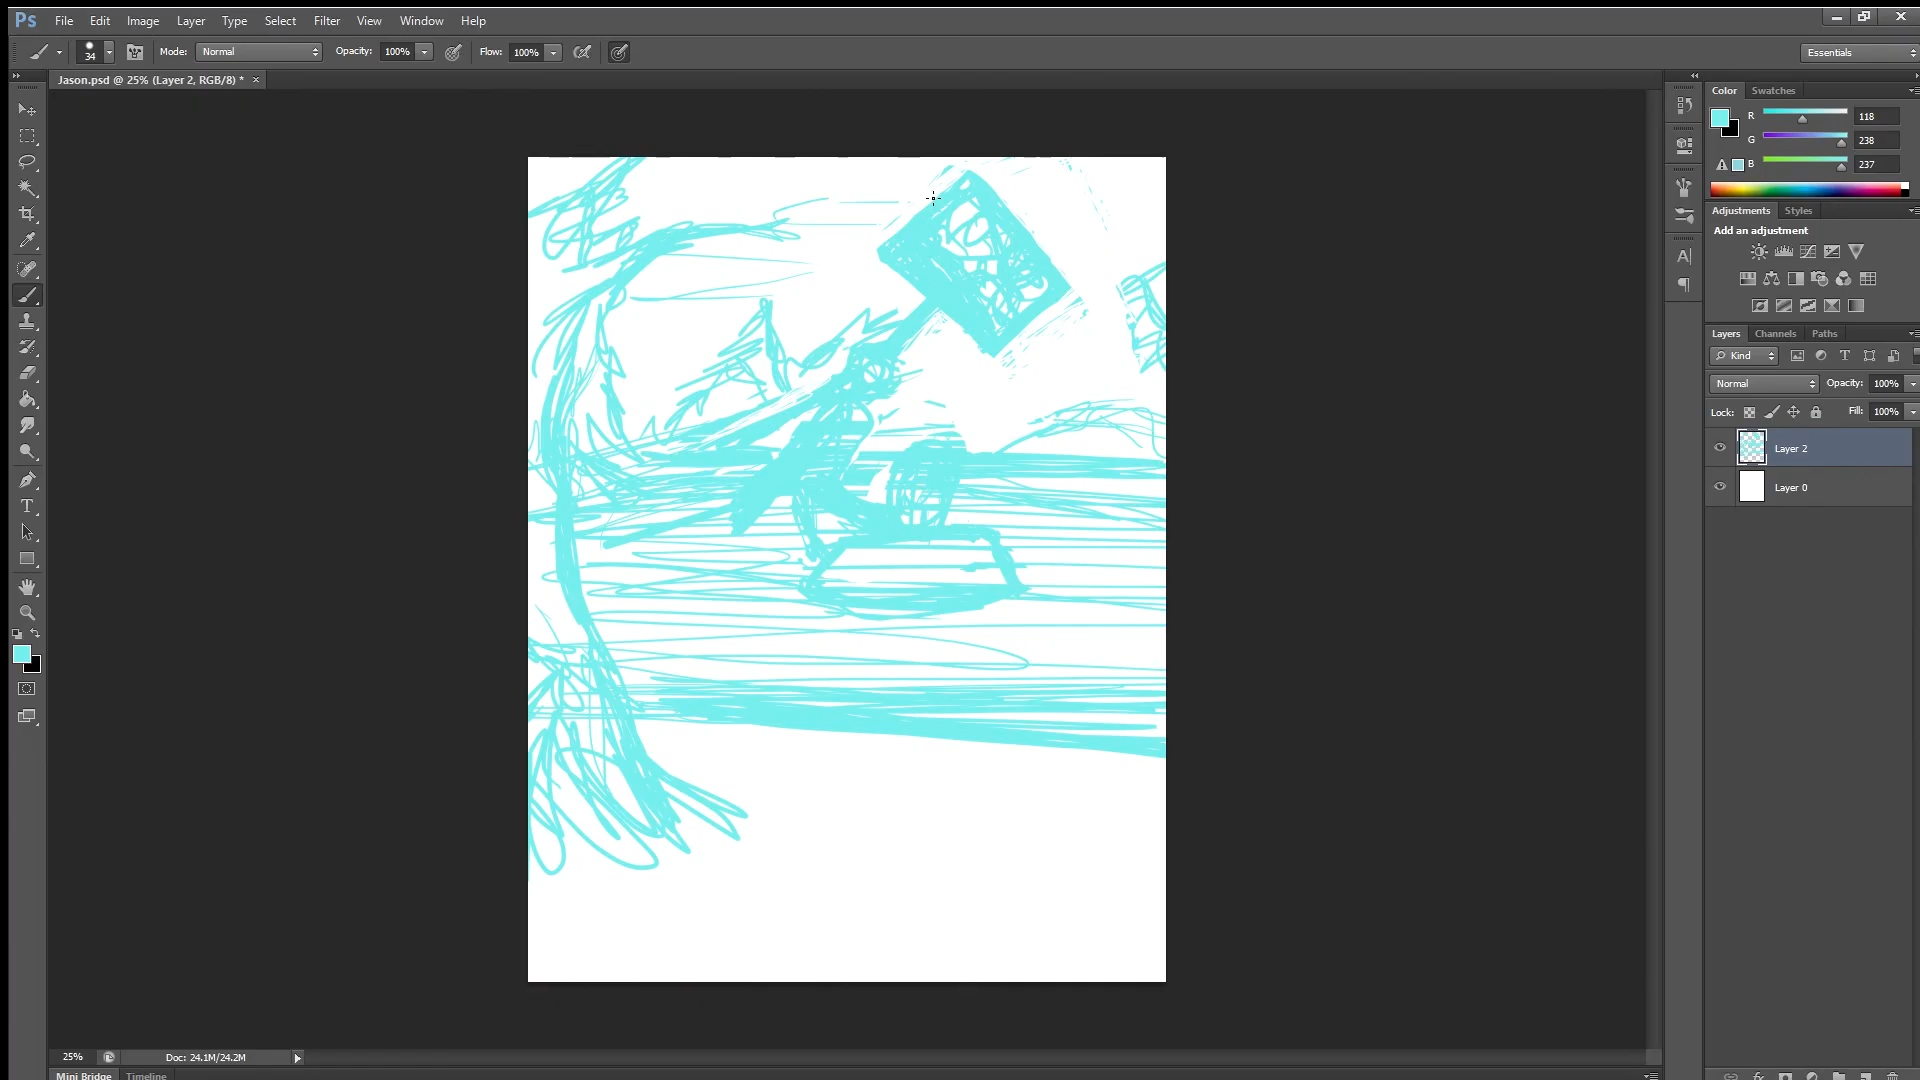 Ps File Edit Image Layer Type Select Filter View Window Help
34 Mode: Normal Opacity: 100% Flow: 100% Essentials
Jason.psd @ 25% (Layer 2, RGB/8) * ×
Color Swatches
R 118
G 238
B 237
Adjustments Styles
Add an adjustment
Layers Channels Paths
Kind
Normal Opacity: 100%
Lock: Fill: 100%
Layer 2
Layer 0
25% Doc: 24.1M/24.2M
Mini Bridge Timeline